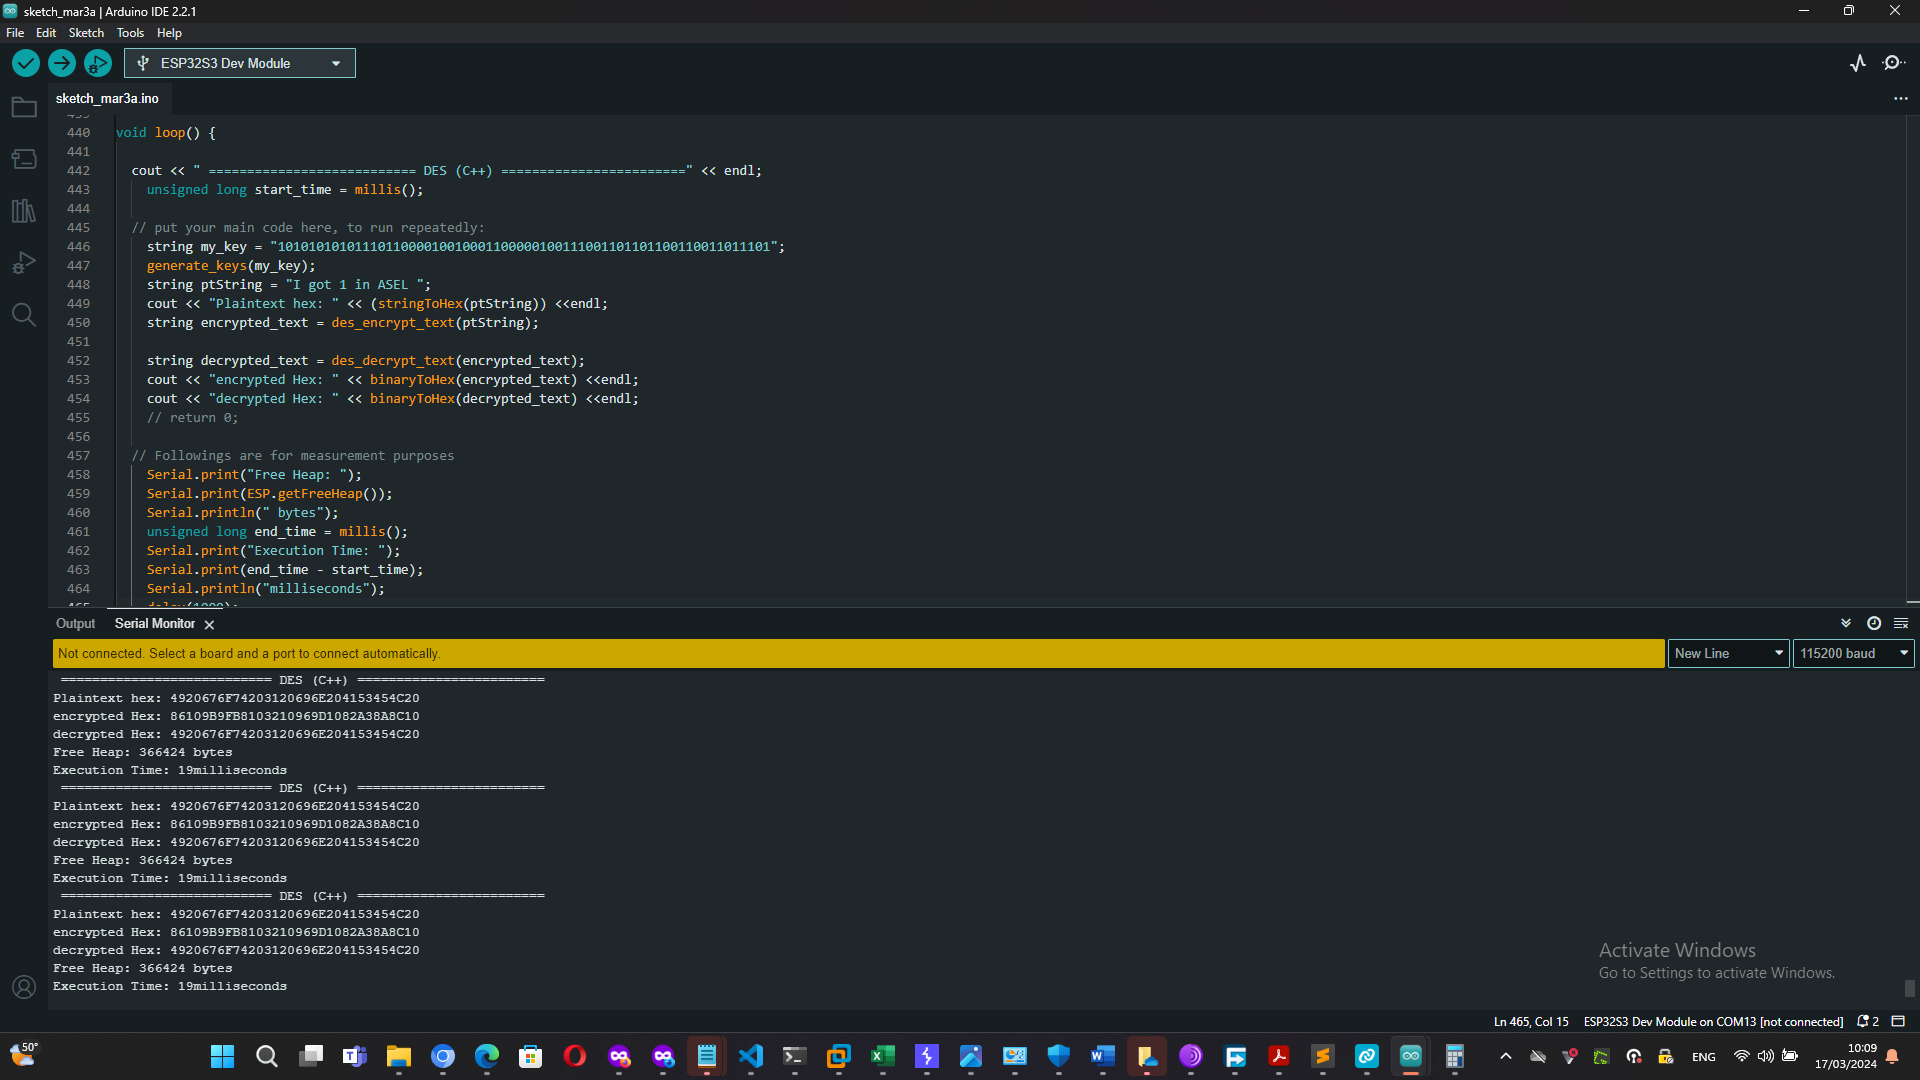 sketch_mar3a | Arduino IDE 2.2.1
File Edit Sketch Tools Help
ESP32S3 Dev Module
sketch_mar3a.ino
440 void loop() {
441
442 cout << " =========================== DES (C++) ========================" << endl;
443 unsigned long start_time = millis();
444
445 // put your main code here, to run repeatedly:
446 string my_key = "1010101010111011000010010001100000100111001101101100110011011101";
447 generate_keys(my_key);
448 string ptString = "I got 1 in ASEL ";
449 cout << "Plaintext hex: " << (stringToHex(ptString)) <<endl;
450 string encrypted_text = des_encrypt_text(ptString);
451
452 string decrypted_text = des_decrypt_text(encrypted_text);
453 cout << "encrypted Hex: " << binaryToHex(encrypted_text) <<endl;
454 cout << "decrypted Hex: " << binaryToHex(decrypted_text) <<endl;
455 // return 0;
456
457 // Followings are for measurement purposes
458 Serial.print("Free Heap: ");
459 Serial.print(ESP.getFreeHeap());
460 Serial.println(" bytes");
461 unsigned long end_time = millis();
462 Serial.print("Execution Time: ");
463 Serial.print(end_time - start_time);
464 Serial.println("milliseconds");
465 delay(1000);
Output Serial Monitor
Not connected. Select a board and a port to connect automatically.
New Line 115200 baud
=========================== DES (C++) ========================
Plaintext hex: 4920676F74203120696E204153454C20
encrypted Hex: 86109B9FB8103210969D1082A38A8C10
decrypted Hex: 4920676F74203120696E204153454C20
Free Heap: 366424 bytes
Execution Time: 19milliseconds
=========================== DES (C++) ========================
Plaintext hex: 4920676F74203120696E204153454C20
encrypted Hex: 86109B9FB8103210969D1082A38A8C10
decrypted Hex: 4920676F74203120696E204153454C20
Free Heap: 366424 bytes
Execution Time: 19milliseconds
=========================== DES (C++) ========================
Plaintext hex: 4920676F74203120696E204153454C20
encrypted Hex: 86109B9FB8103210969D1082A38A8C10
decrypted Hex: 4920676F74203120696E204153454C20
Free Heap: 366424 bytes
Execution Time: 19milliseconds
Activate Windows
Go to Settings to activate Windows.
Ln 465, Col 15 ESP32S3 Dev Module on COM13 [not connected] 2
50°
ENG
10:09
17/03/2024